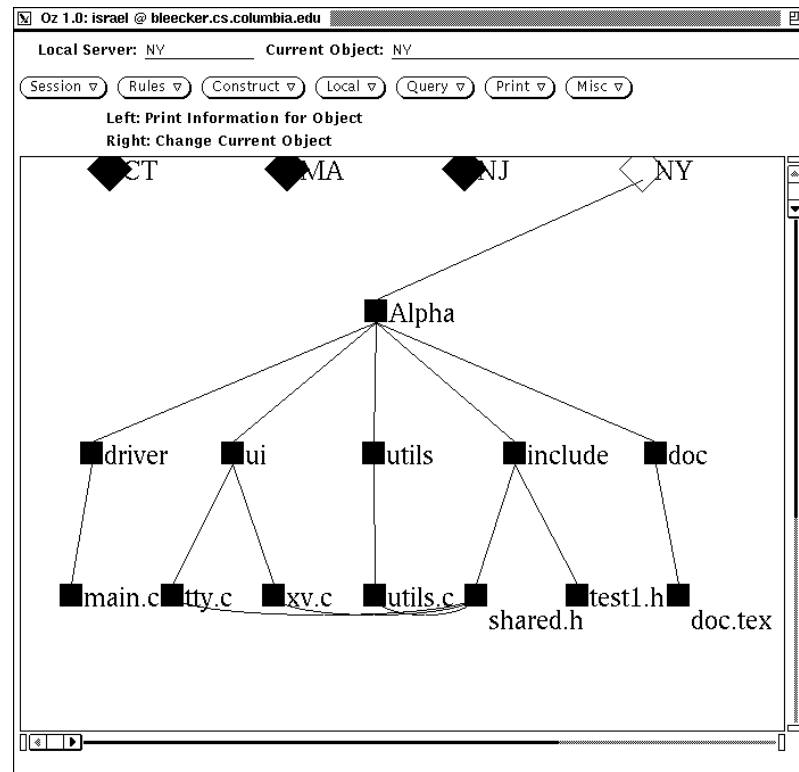 Oz 1.0: israel @ bleecker.cs.columbia.edu
Local Server: NY Current Object: NY
Session Rules Construct Local Query Print Misc
Left: Print Information for Object
Right: Change Current Object
CT MA NJ NY
Alpha
driver ui utils include doc
main.c tty.c xv.c utils.c shared.h test1.h doc.tex